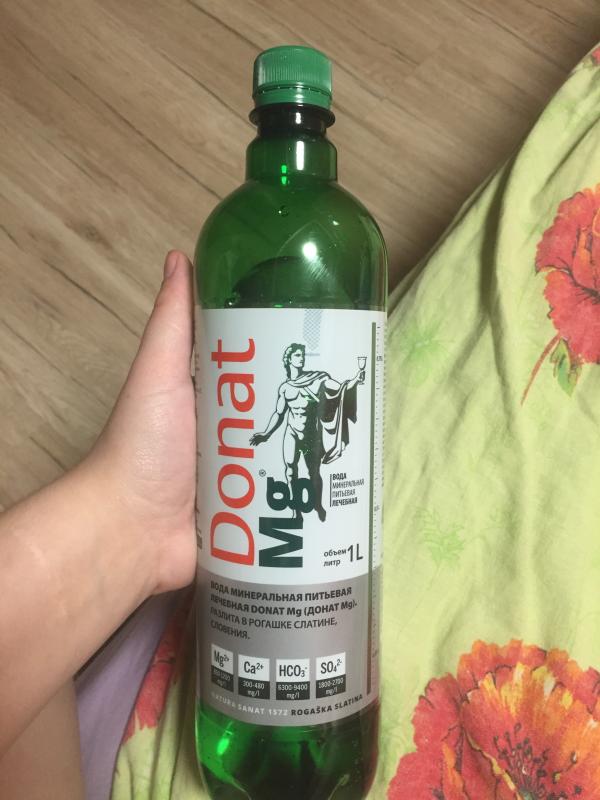 Donat
Mg®
ВОДА
МИНЕРАЛЬНАЯ
ПИТЬЕВАЯ
ЛЕЧЕБНАЯ
объем
литр 1L
ВОДА МИНЕРАЛЬНАЯ ПИТЬЕВАЯ
ЛЕЧЕБНАЯ DONAT Mg (ДОНАТ Mg).
РАЗЛИТА В РОГАШКЕ СЛАТИНЕ,
СЛОВЕНИЯ.
Mg²⁺ Ca²⁺ HCO₃⁻ SO₄²⁻
300-480 6300-9400 1800-2700
mg/l mg/l mg/l mg/l
NATURA SANAT 1572 ROGAŠKA SLATINA